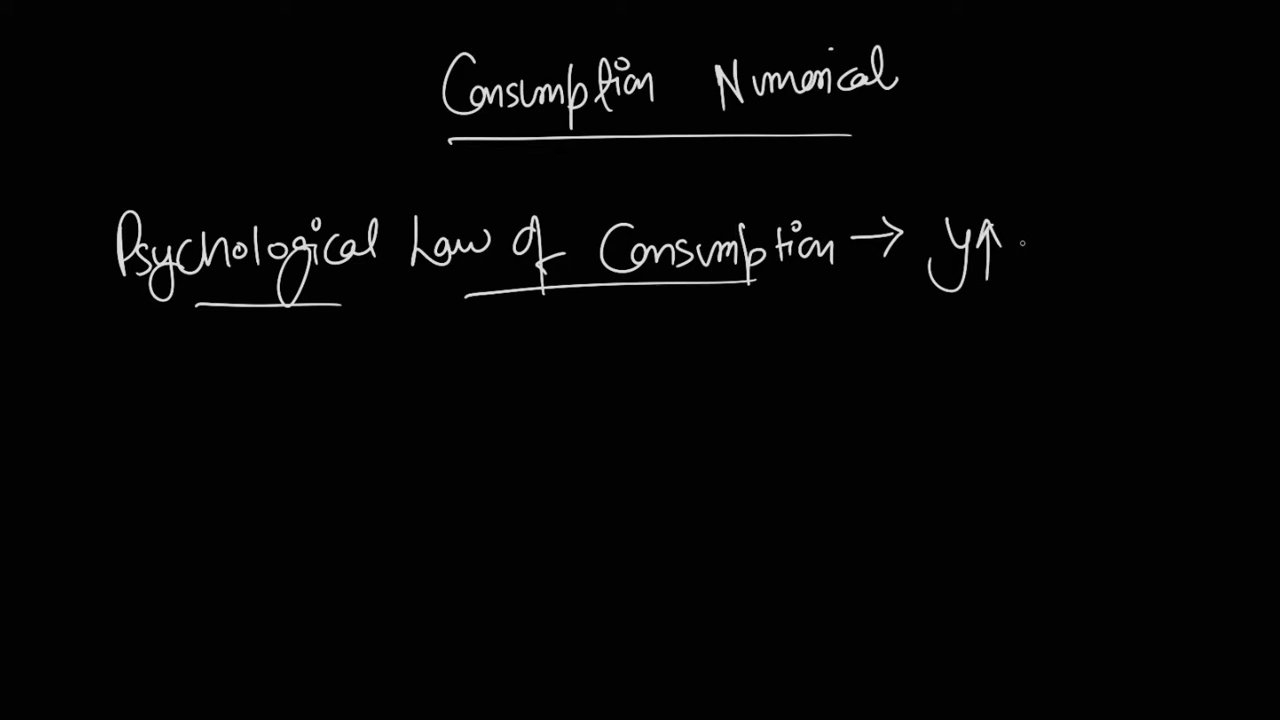 Consumption Numerical
Psychological Law of Consumption → y↑